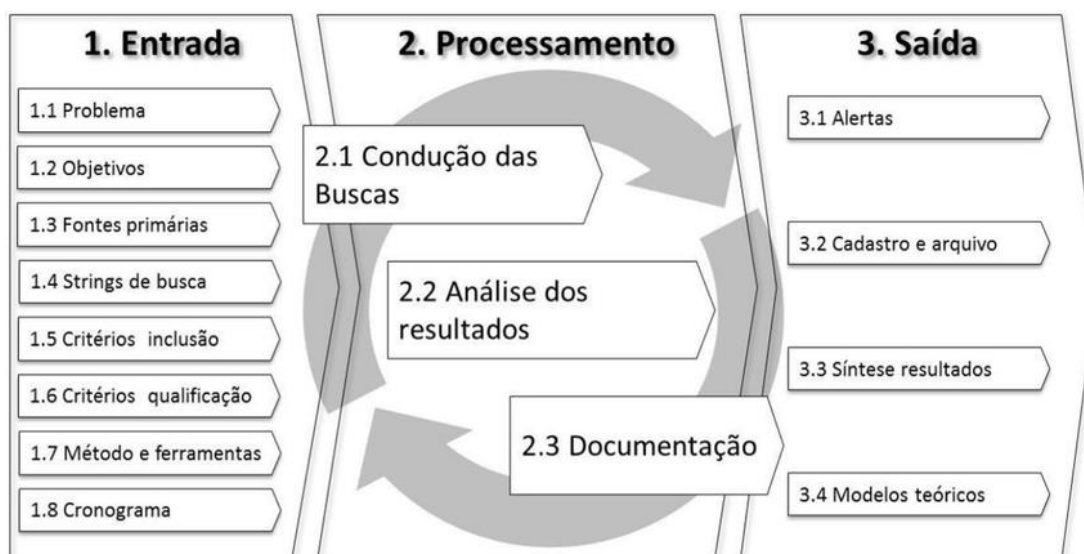 1. Entrada
1.1 Problema
1.2 Objetivos
1.3 Fontes primárias
1.4 Strings de busca
1.5 Critérios inclusão
1.6 Critérios qualificação
1.7 Método e ferramentas
1.8 Cronograma
2. Processamento
2.1 Condução das
Buscas
2.2 Análise dos
resultados
2.3 Documentação
3. Saída
3.1 Alertas
3.2 Cadastro e arquivo
3.3 Síntese resultados
3.4 Modelos teóricos